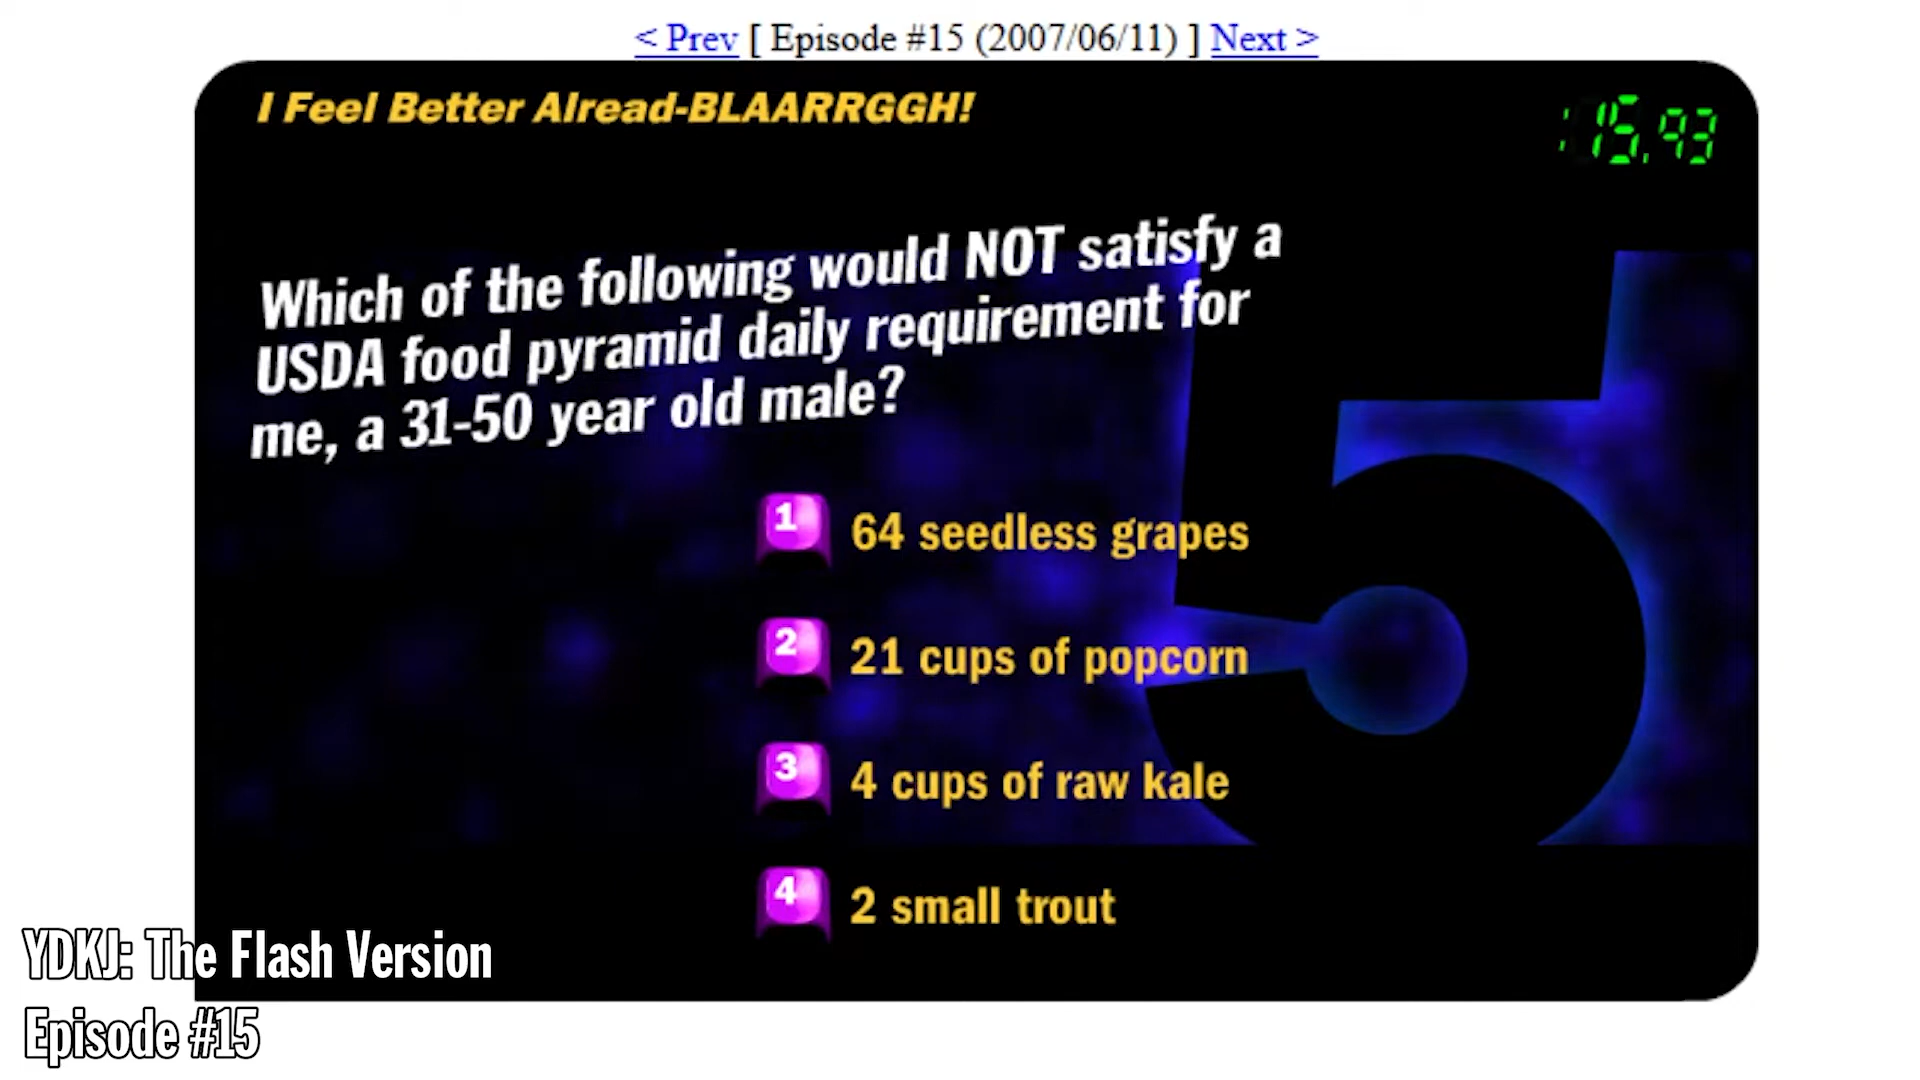 < Prev [ Episode #15 (2007/06/11) ] Next >
I Feel Better Alread-BLAARRGGH!
15.93
Which of the following would NOT satisfy a
USDA food pyramid daily requirement for
me, a 31-50 year old male?
1 64 seedless grapes
2 21 cups of popcorn
3 4 cups of raw kale
4 2 small trout
5
YDKJ: The Flash Version
Episode #15